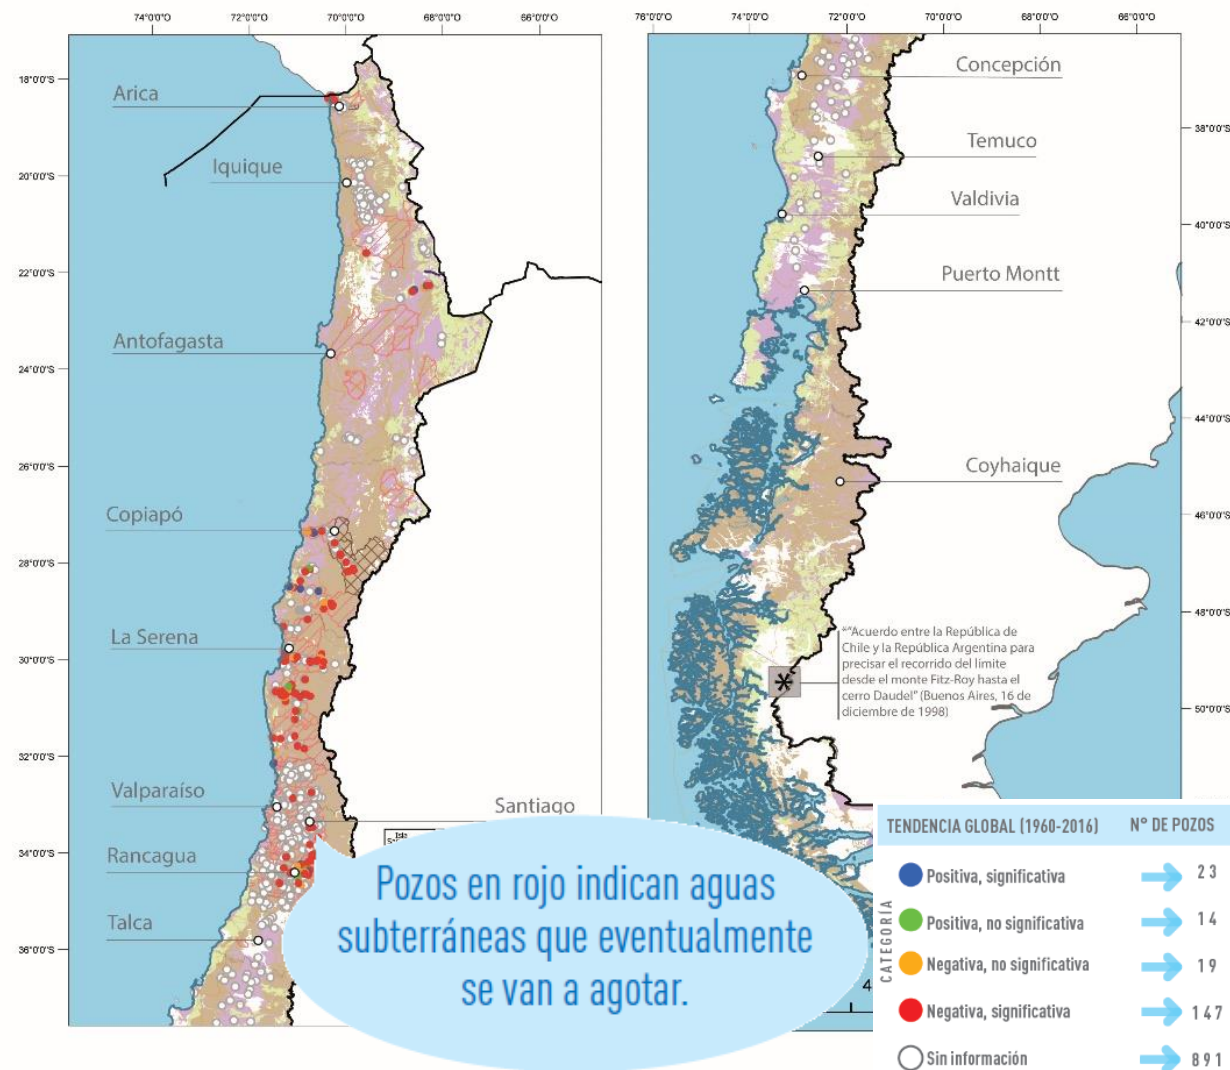 74°0'0"O 72°0'0"O 70°0'0"O 68°0'0"O 66°0'0"O
18°0'0"S
20°0'0"S
22°0'0"S
24°0'0"S
26°0'0"S
28°0'0"S
30°0'0"S
32°0'0"S
34°0'0"S
36°0'0"S
Arica
Iquique
Antofagasta
Copiapó
La Serena
Valparaíso
Santiago
Rancagua
Talca
Isla
76°0'0"O 74°0'0"O 72°0'0"O 70°0'0"O 68°0'0"O 66°0'0"O
Concepción
Temuco
Valdivia
Puerto Montt
Coyhaique
38°0'0"S
40°0'0"S
42°0'0"S
44°0'0"S
46°0'0"S
48°0'0"S
50°0'0"S
*"Acuerdo entre la República de
Chile y la República Argentina para
precisar el recorrido del límite
desde el monte Fitz-Roy hasta el
cerro Daudel" (Buenos Aires, 16 de
diciembre de 1998)
Pozos en rojo indican aguas
subterráneas que eventualmente
se van a agotar.
TENDENCIA GLOBAL (1960-2016) N° DE POZOS
CATEGORÍA
Positiva, significativa 23
Positiva, no significativa 14
Negativa, no significativa 19
Negativa, significativa 147
Sin información 891